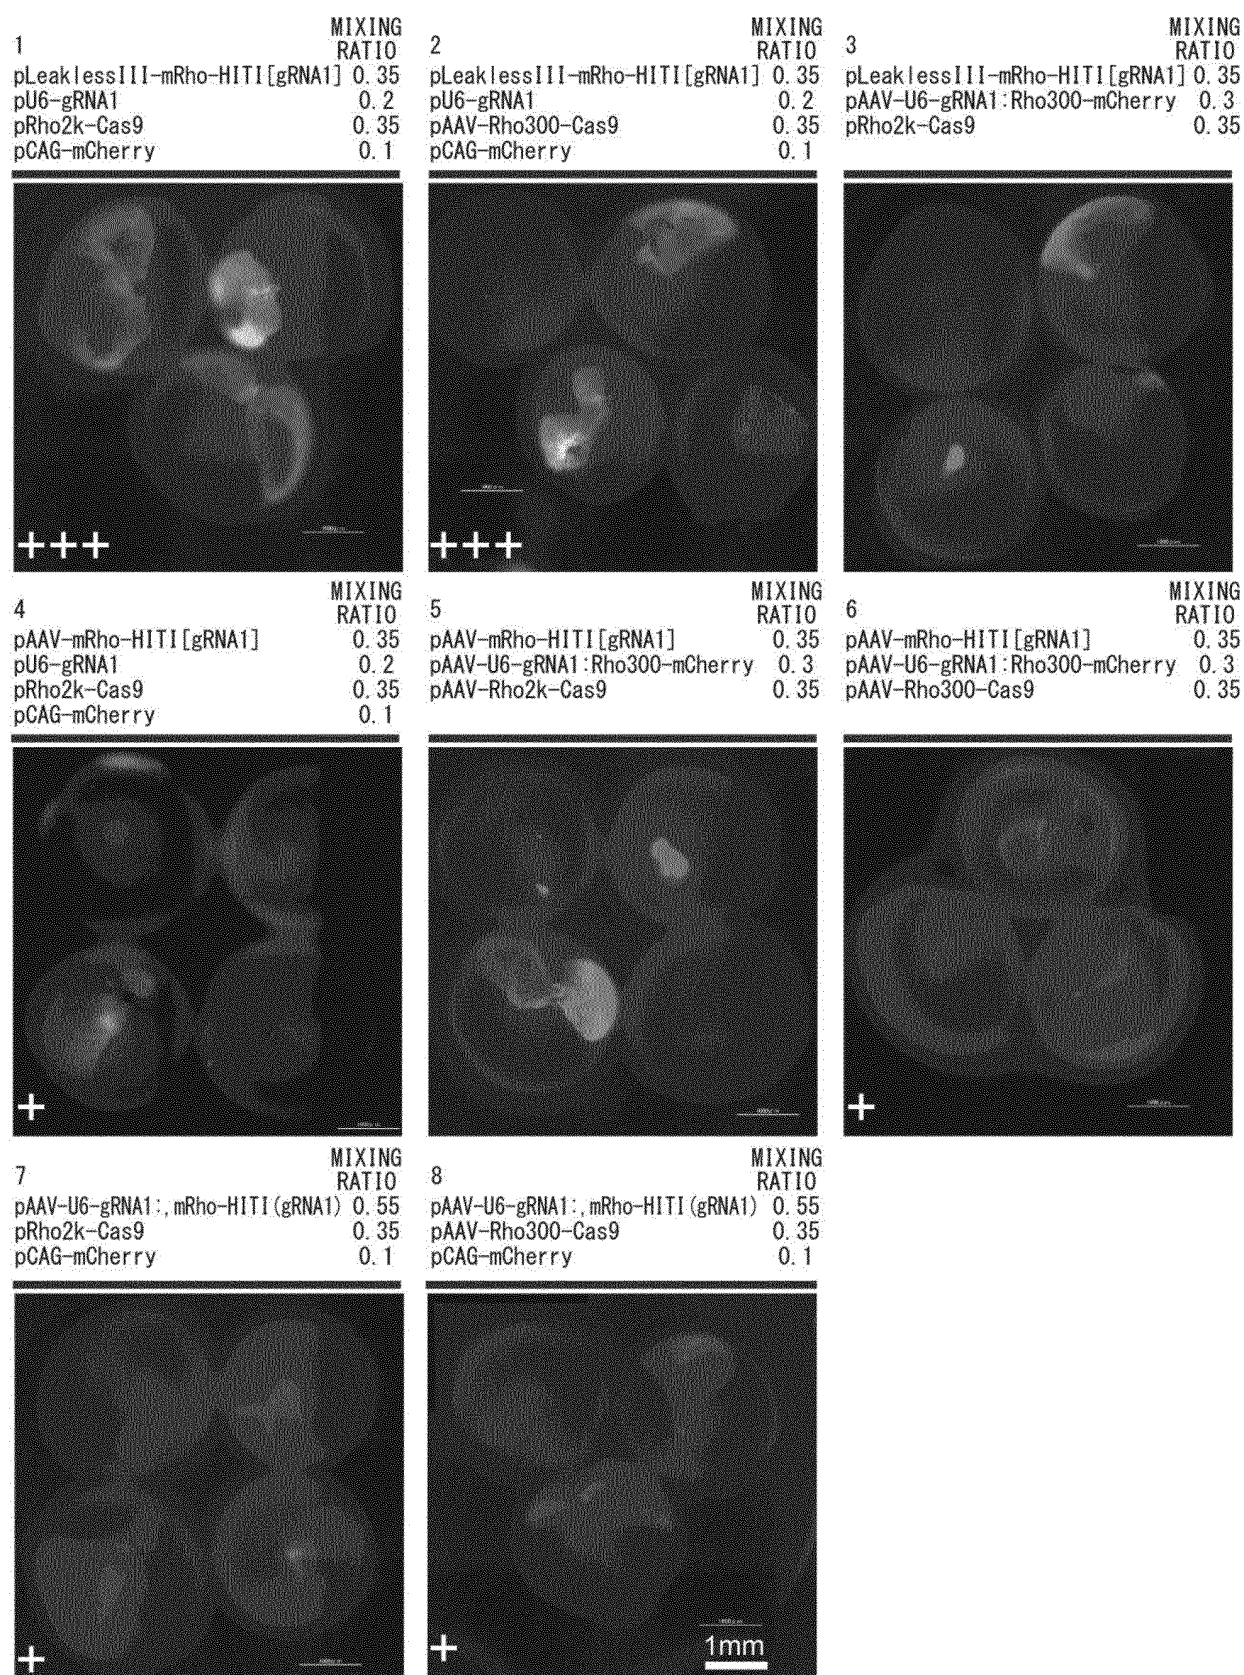 1 MIXING RATIO
pLeaklessIII-mRho-HITI[gRNA1] 0.35
pU6-gRNA1 0.2
pRho2k-Cas9 0.35
pCAG-mCherry 0.1
+++
2 MIXING RATIO
pLeaklessIII-mRho-HITI[gRNA1] 0.35
pU6-gRNA1 0.2
pAAV-Rho300-Cas9 0.35
pCAG-mCherry 0.1
+++
3 MIXING RATIO
pLeaklessIII-mRho-HITI[gRNA1] 0.35
pAAV-U6-gRNA1:Rho300-mCherry 0.3
pRho2k-Cas9 0.35
4 MIXING RATIO
pAAV-mRho-HITI[gRNA1] 0.35
pU6-gRNA1 0.2
pRho2k-Cas9 0.35
pCAG-mCherry 0.1
+
5 MIXING RATIO
pAAV-mRho-HITI[gRNA1] 0.35
pAAV-U6-gRNA1:Rho300-mCherry 0.3
pAAV-Rho2k-Cas9 0.35
6 MIXING RATIO
pAAV-mRho-HITI[gRNA1] 0.35
pAAV-U6-gRNA1:Rho300-mCherry 0.3
pAAV-Rho300-Cas9 0.35
+
7 MIXING RATIO
pAAV-U6-gRNA1:,mRho-HITI(gRNA1) 0.55
pRho2k-Cas9 0.35
pCAG-mCherry 0.1
+
8 MIXING RATIO
pAAV-U6-gRNA1:,mRho-HITI(gRNA1) 0.55
pAAV-Rho300-Cas9 0.35
pCAG-mCherry 0.1
+
1mm